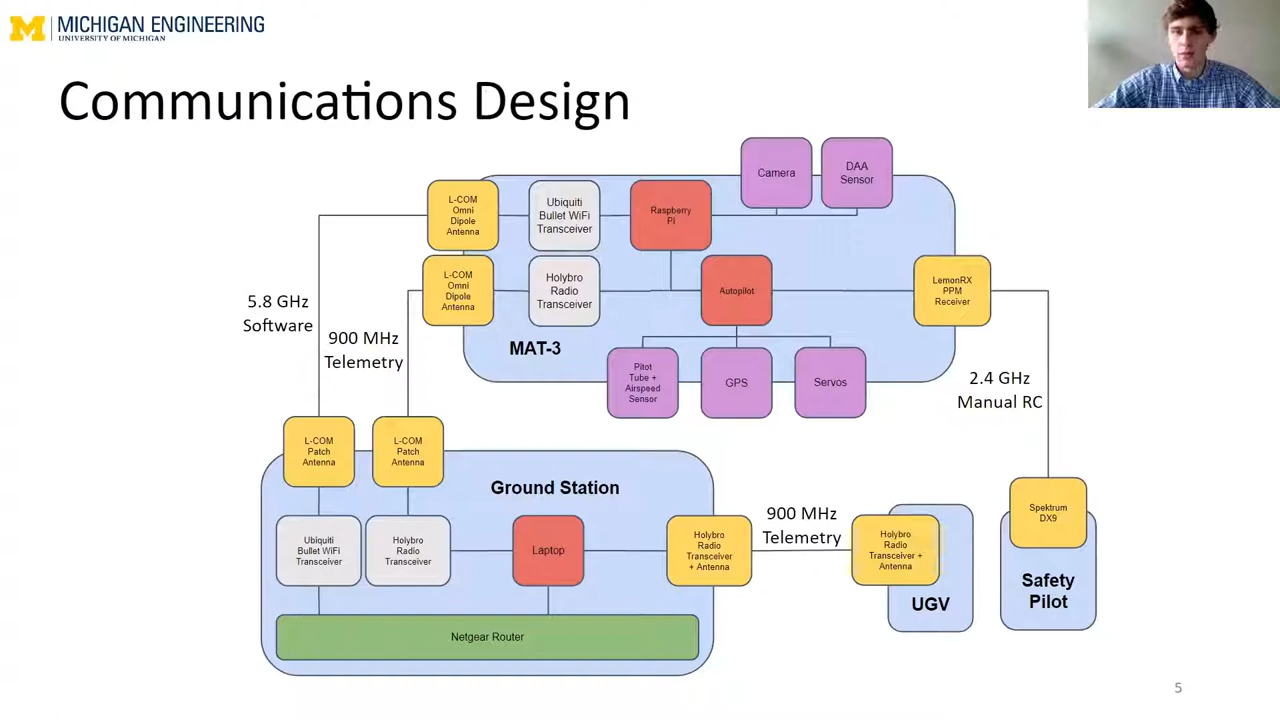 M
MICHIGAN ENGINEERING
UNIVERSITY OF MICHIGAN
Communications Design
Camera
DAA
Sensor
L-COM
Omni
Dipole
Antenna
Ubiquiti
Bullet WiFi
Transceiver
Raspberry
PI
L-COM
Omni
Dipole
Antenna
Holybro
Radio
Transceiver
Autopilot
LemonRX
PPM
Receiver
5.8 GHz
Software
900 MHz
Telemetry
MAT-3
Pitot
Tube +
Airspeed
Sensor
GPS
Servos
2.4 GHz
Manual RC
L-COM
Patch
Antenna
L-COM
Patch
Antenna
Ground Station
Ubiquiti
Bullet WiFi
Transceiver
Holybro
Radio
Transceiver
Laptop
Holybro
Radio
Transceiver
+ Antenna
900 MHz
Telemetry
Holybro
Radio
Transceiver +
Antenna
UGV
Spektrum
DX9
Safety
Pilot
Netgear Router
5